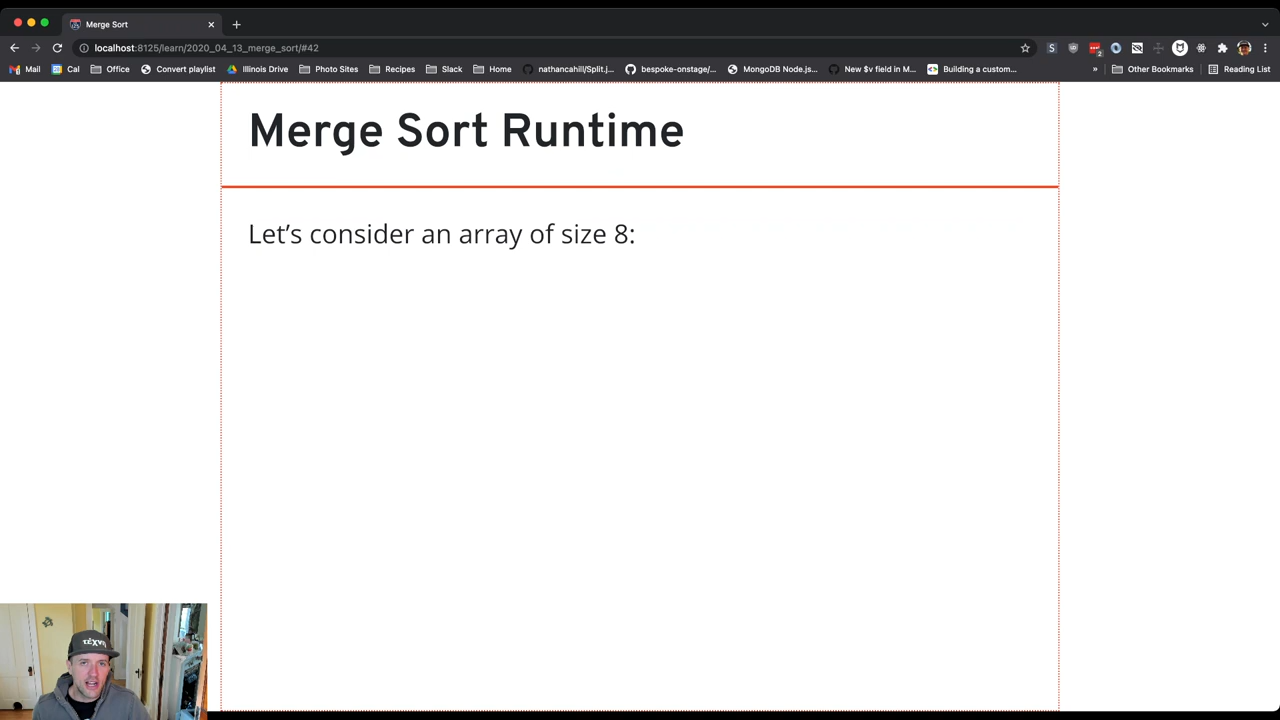 Merge Sort
localhost:8125/learn/2020_04_13_merge_sort/#42
Mail Cal Office Convert playlist Illinois Drive Photo Sites Recipes Slack Home nathancahill/Split.j... bespoke-onstage/... MongoDB Node.js... New $v field in M... Building a custom... » Other Bookmarks Reading List
Merge Sort Runtime
Let’s consider an array of size 8: